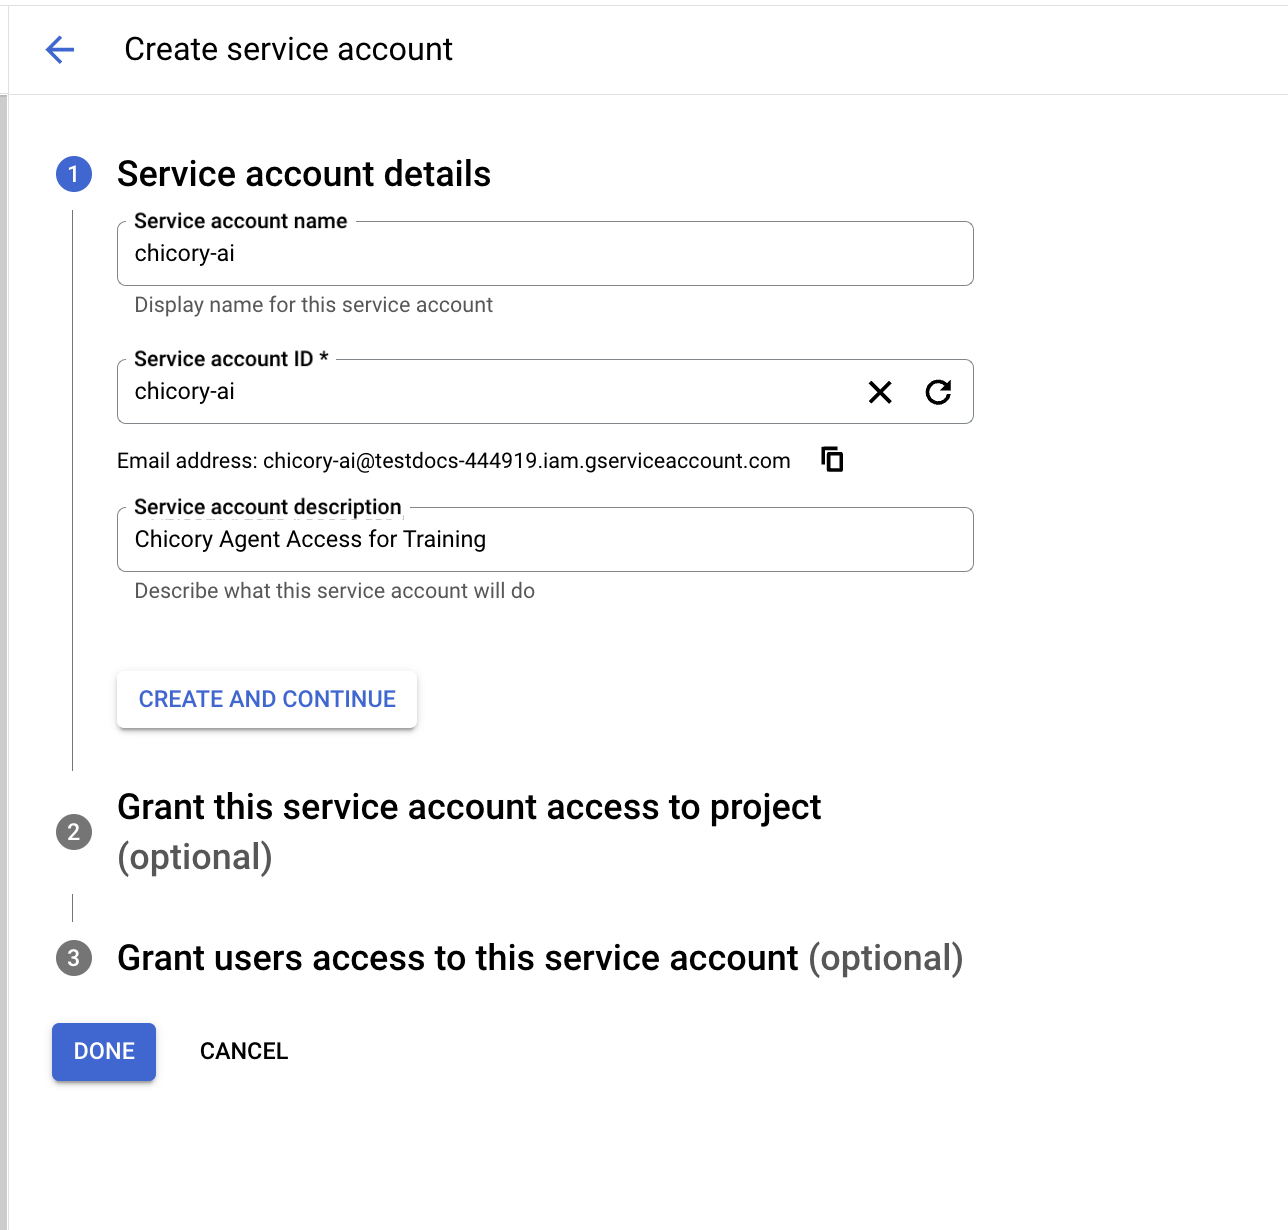 Create service account
1 Service account details
Service account name
chicory-ai
Display name for this service account
Service account ID *
chicory-ai
Email address: chicory-ai@testdocs-444919.iam.gserviceaccount.com
Service account description
Chicory Agent Access for Training
Describe what this service account will do
CREATE AND CONTINUE
2 Grant this service account access to project
(optional)
3 Grant users access to this service account (optional)
DONE CANCEL